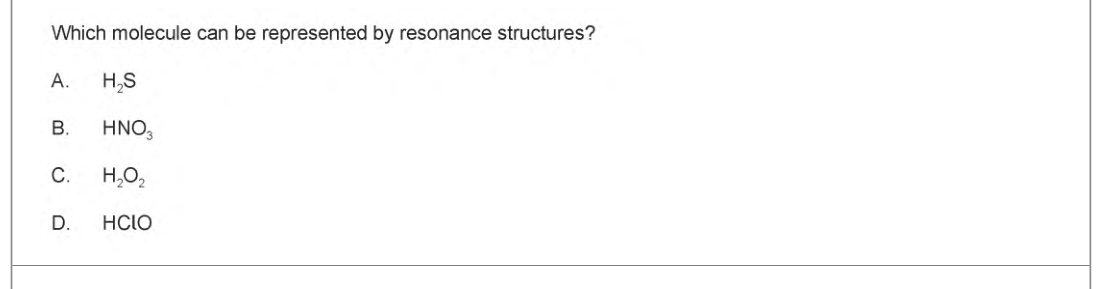 Which molecule can be represented by resonance structures?
A. H₂S
B. HNO₃
C. H₂O₂
D. HClO